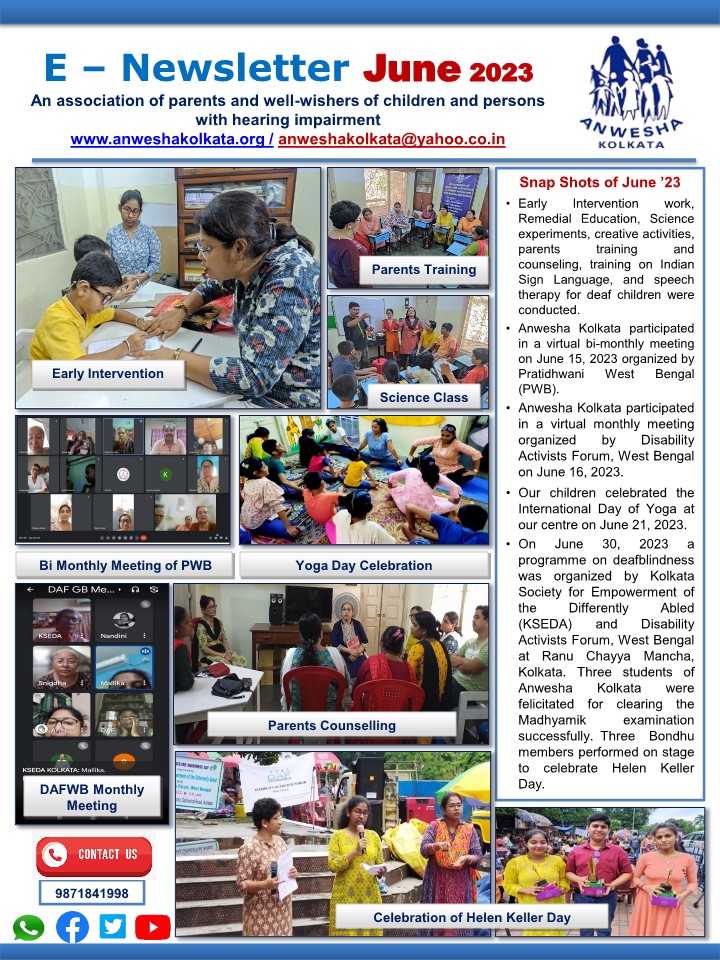 E – Newsletter June 2023
An association of parents and well-wishers of children and persons
with hearing impairment
www.anweshakolkata.org / anweshakolkata@yahoo.co.in
ANWESHA
KOLKATA
Parents Training
Early Intervention
Science Class
Bi Monthly Meeting of PWB
Yoga Day Celebration
K
← DAF GB Me...
KSEDA
Nandini
Snigdha
Mallika
KSEDA KOLKATA: Mallika,
DAFWB Monthly
Meeting
Parents Counselling
DAF
DISABILITY ACTIVISTS FORUM
Celebration of Helen Keller Day
CONTACT US
9871841998
Snap Shots of June ’23
• Early Intervention work,
Remedial Education, Science
experiments, creative activities,
parents training and
counseling, training on Indian
Sign Language, and speech
therapy for deaf children were
conducted.
• Anwesha Kolkata participated
in a virtual bi-monthly meeting
on June 15, 2023 organized by
Pratidhwani West Bengal
(PWB).
• Anwesha Kolkata participated
in a virtual monthly meeting
organized by Disability
Activists Forum, West Bengal
on June 16, 2023.
• Our children celebrated the
International Day of Yoga at
our centre on June 21, 2023.
• On June 30, 2023 a
programme on deafblindness
was organized by Kolkata
Society for Empowerment of
the Differently Abled
(KSEDA) and Disability
Activists Forum, West Bengal
at Ranu Chayya Mancha,
Kolkata. Three students of
Anwesha Kolkata were
felicitated for clearing the
Madhyamik examination
successfully. Three Bondhu
members performed on stage
to celebrate Helen Keller
Day.